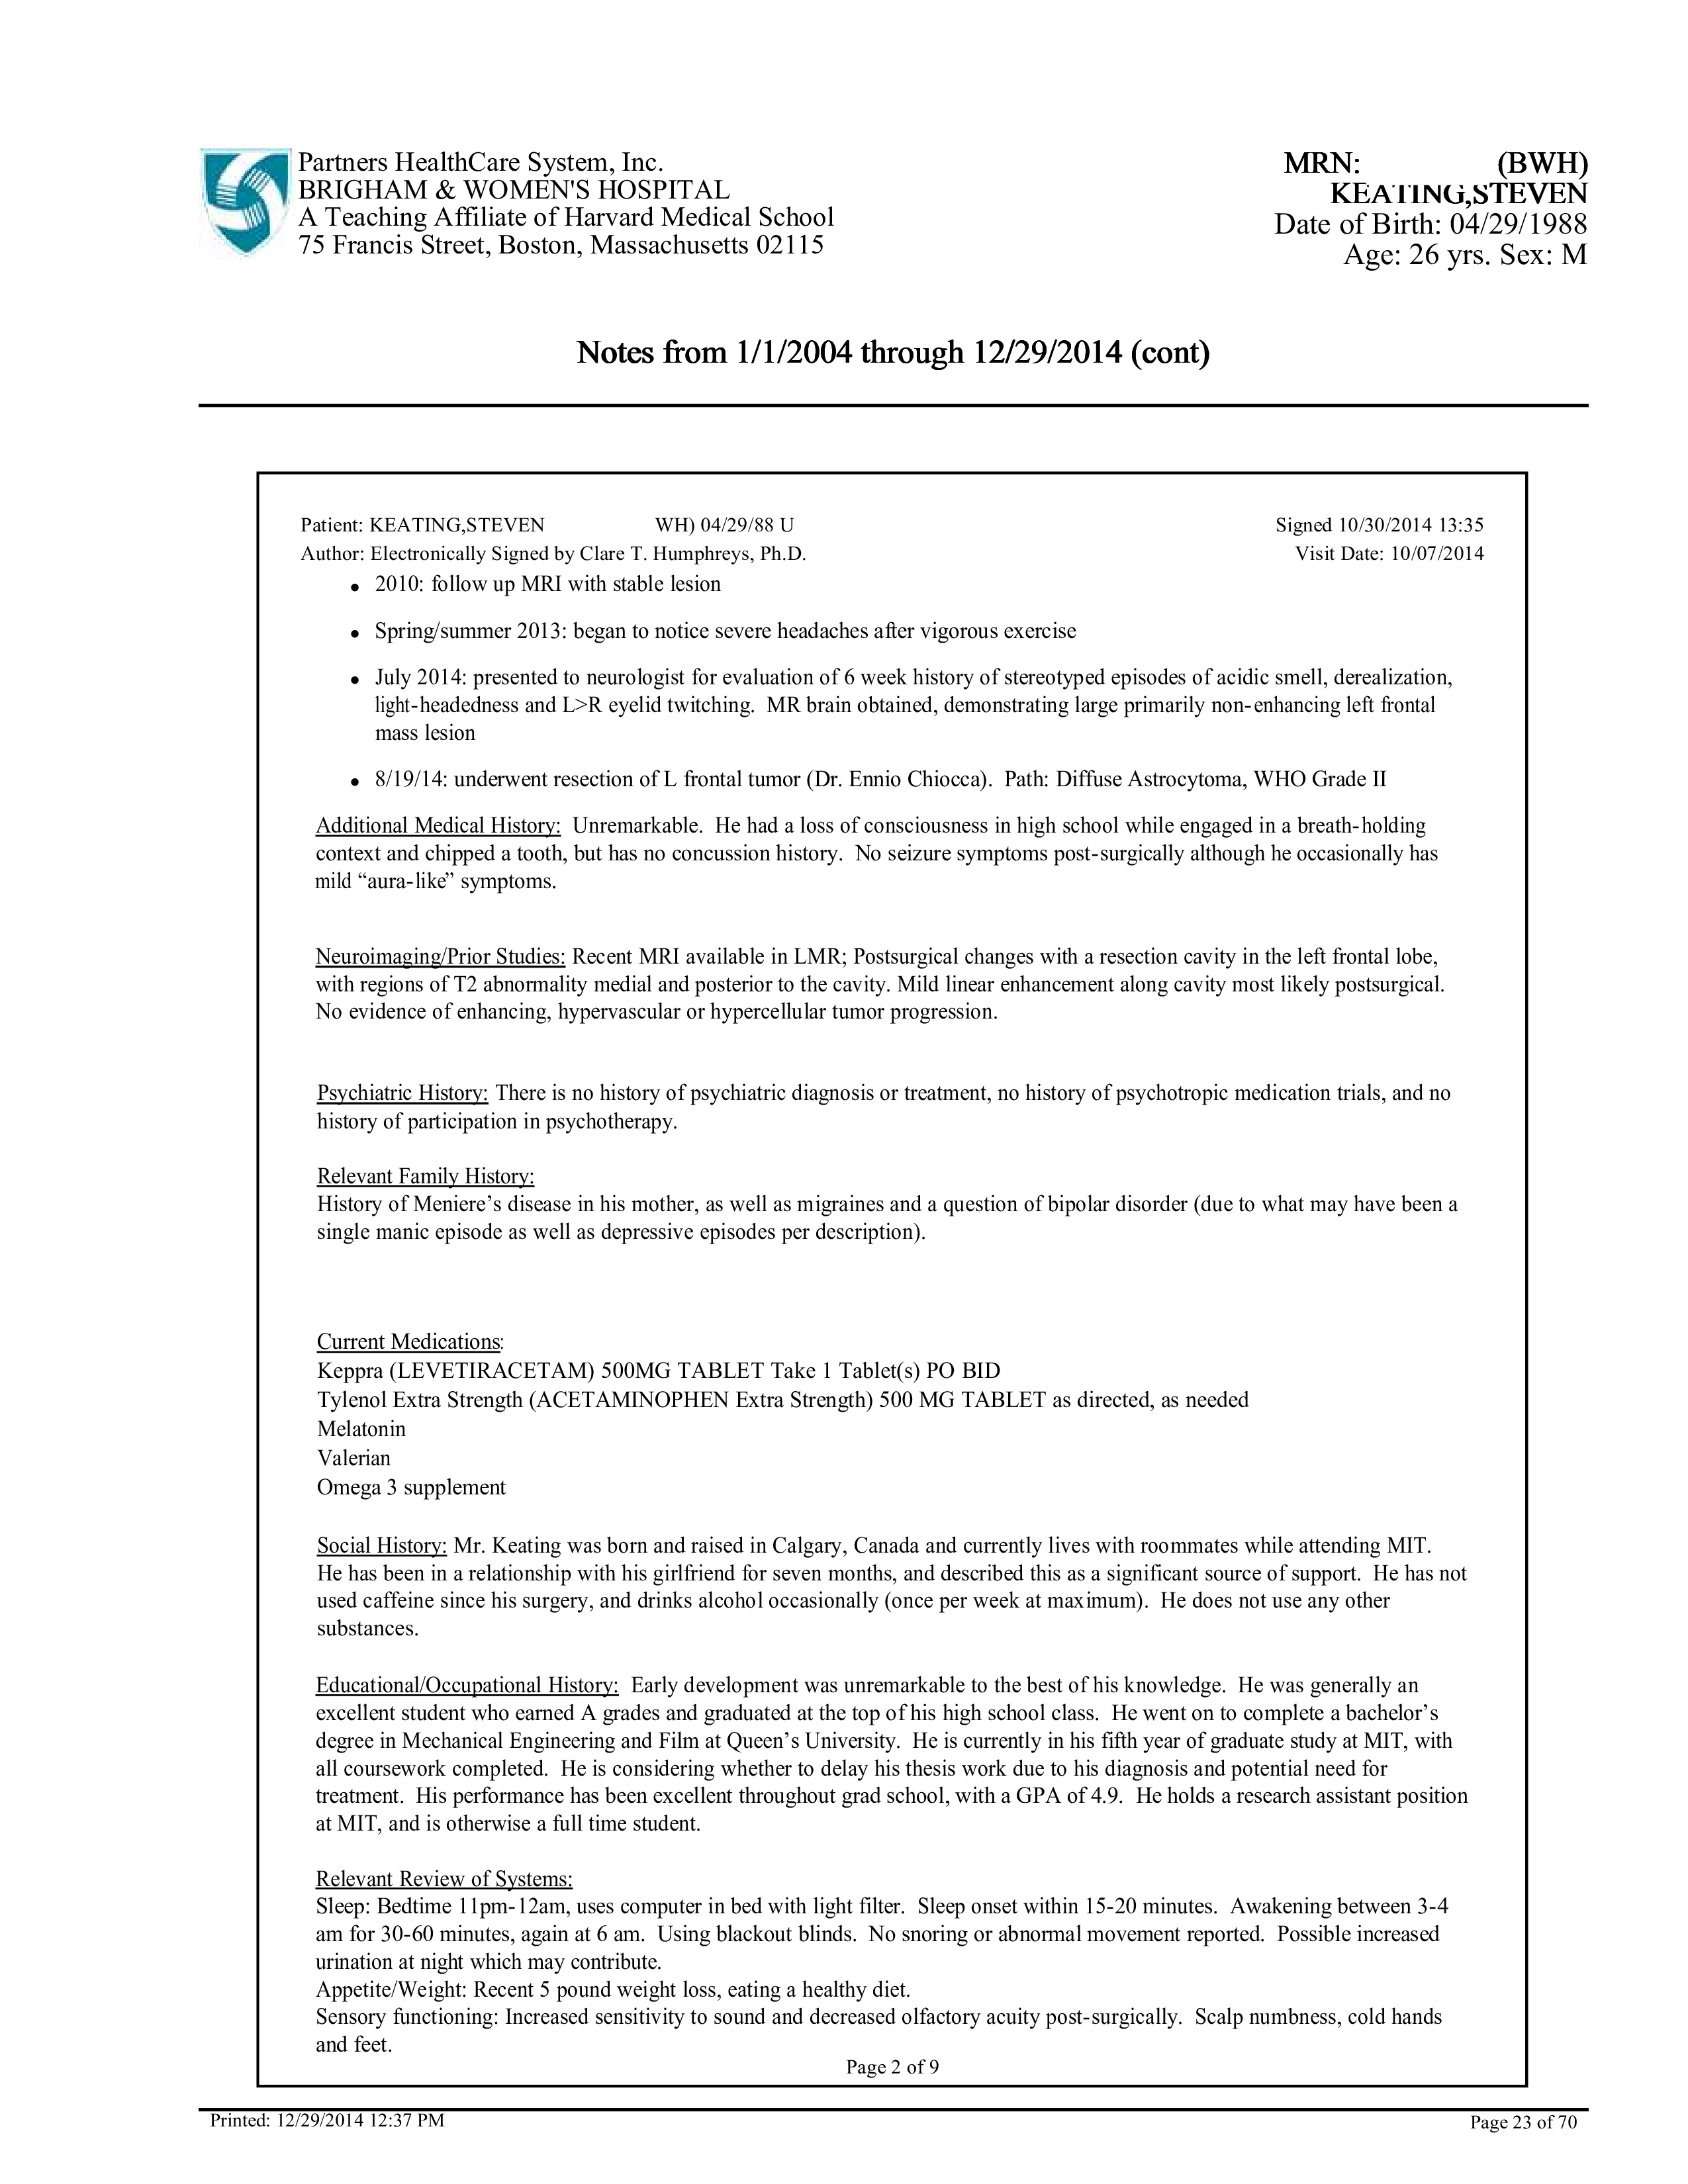 Partners HealthCare System, Inc.
BRIGHAM & WOMEN'S HOSPITAL
A Teaching Affiliate of Harvard Medical School
75 Francis Street, Boston, Massachusetts 02115
MRN: (BWH)
KEATING,STEVEN
Date of Birth: 04/29/1988
Age: 26 yrs. Sex: M
Notes from 1/1/2004 through 12/29/2014 (cont)
Patient: KEATING,STEVEN WH) 04/29/88 U Signed 10/30/2014 13:35
Author: Electronically Signed by Clare T. Humphreys, Ph.D. Visit Date: 10/07/2014
• 2010: follow up MRI with stable lesion
• Spring/summer 2013: began to notice severe headaches after vigorous exercise
• July 2014: presented to neurologist for evaluation of 6 week history of stereotyped episodes of acidic smell, derealization,
light-headedness and L>R eyelid twitching. MR brain obtained, demonstrating large primarily non-enhancing left frontal
mass lesion
• 8/19/14: underwent resection of L frontal tumor (Dr. Ennio Chiocca). Path: Diffuse Astrocytoma, WHO Grade II
Additional Medical History: Unremarkable. He had a loss of consciousness in high school while engaged in a breath-holding
context and chipped a tooth, but has no concussion history. No seizure symptoms post-surgically although he occasionally has
mild “aura-like” symptoms.
Neuroimaging/Prior Studies: Recent MRI available in LMR; Postsurgical changes with a resection cavity in the left frontal lobe,
with regions of T2 abnormality medial and posterior to the cavity. Mild linear enhancement along cavity most likely postsurgical.
No evidence of enhancing, hypervascular or hypercellular tumor progression.
Psychiatric History: There is no history of psychiatric diagnosis or treatment, no history of psychotropic medication trials, and no
history of participation in psychotherapy.
Relevant Family History:
History of Meniere’s disease in his mother, as well as migraines and a question of bipolar disorder (due to what may have been a
single manic episode as well as depressive episodes per description).
Current Medications:
Keppra (LEVETIRACETAM) 500MG TABLET Take 1 Tablet(s) PO BID
Tylenol Extra Strength (ACETAMINOPHEN Extra Strength) 500 MG TABLET as directed, as needed
Melatonin
Valerian
Omega 3 supplement
Social History: Mr. Keating was born and raised in Calgary, Canada and currently lives with roommates while attending MIT.
He has been in a relationship with his girlfriend for seven months, and described this as a significant source of support. He has not
used caffeine since his surgery, and drinks alcohol occasionally (once per week at maximum). He does not use any other
substances.
Educational/Occupational History: Early development was unremarkable to the best of his knowledge. He was generally an
excellent student who earned A grades and graduated at the top of his high school class. He went on to complete a bachelor’s
degree in Mechanical Engineering and Film at Queen’s University. He is currently in his fifth year of graduate study at MIT, with
all coursework completed. He is considering whether to delay his thesis work due to his diagnosis and potential need for
treatment. His performance has been excellent throughout grad school, with a GPA of 4.9. He holds a research assistant position
at MIT, and is otherwise a full time student.
Relevant Review of Systems:
Sleep: Bedtime 11pm-12am, uses computer in bed with light filter. Sleep onset within 15-20 minutes. Awakening between 3-4
am for 30-60 minutes, again at 6 am. Using blackout blinds. No snoring or abnormal movement reported. Possible increased
urination at night which may contribute.
Appetite/Weight: Recent 5 pound weight loss, eating a healthy diet.
Sensory functioning: Increased sensitivity to sound and decreased olfactory acuity post-surgically. Scalp numbness, cold hands
and feet.
Page 2 of 9
Printed: 12/29/2014 12:37 PM Page 23 of 70